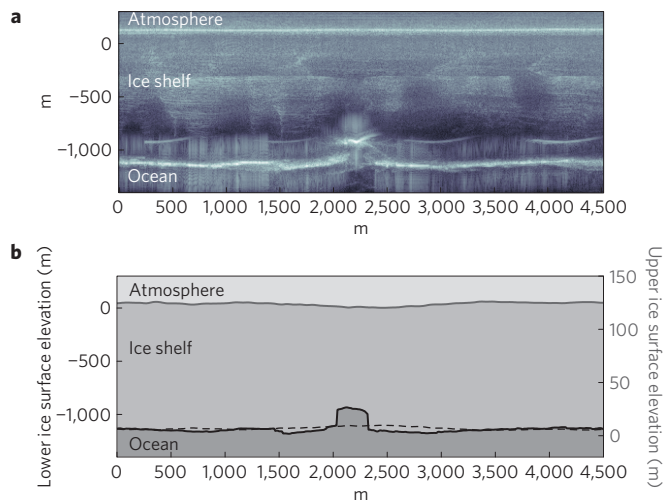 a
Atmosphere
0
Ice shelf
m
−500
−1,000
Ocean
0 500 1,000 1,500 2,000 2,500 3,000 3,500 4,000 4,500
m
b
Lower ice surface elevation (m)
Upper ice surface elevation (m)
150
Atmosphere
0
100
Ice shelf
−500
50
−1,000
0
Ocean
0 500 1,000 1,500 2,000 2,500 3,000 3,500 4,000 4,500
m